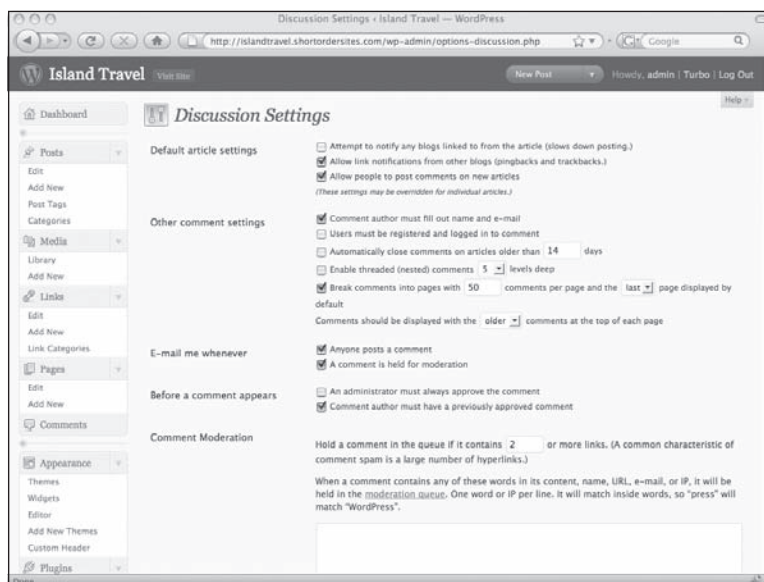 Discussion Settings ‹ Island Travel — WordPress
http://islandtravel.shortordersites.com/wp-admin/options-discussion.php
Google
Island Travel
Visit Site
New Post
Howdy, admin | Turbo | Log Out
Help
Dashboard
Posts
Edit
Add New
Post Tags
Categories
Media
Library
Add New
Links
Edit
Add New
Link Categories
Pages
Edit
Add New
Comments
Appearance
Themes
Widgets
Editor
Add New Themes
Custom Header
Plugins
Discussion Settings
Default article settings
Attempt to notify any blogs linked to from the article (slows down posting.)
Allow link notifications from other blogs (pingbacks and trackbacks.)
Allow people to post comments on new articles
(These settings may be overridden for individual articles.)
Other comment settings
Comment author must fill out name and e-mail
Users must be registered and logged in to comment
Automatically close comments on articles older than 14 days
Enable threaded (nested) comments 5 levels deep
Break comments into pages with 50 comments per page and the last page displayed by
default
Comments should be displayed with the older comments at the top of each page
E-mail me whenever
Anyone posts a comment
A comment is held for moderation
Before a comment appears
An administrator must always approve the comment
Comment author must have a previously approved comment
Comment Moderation
Hold a comment in the queue if it contains 2 or more links. (A common characteristic of
comment spam is a large number of hyperlinks.)
When a comment contains any of these words in its content, name, URL, e-mail, or IP, it will be
held in the moderation queue. One word or IP per line. It will match inside words, so "press" will
match "WordPress".
Done